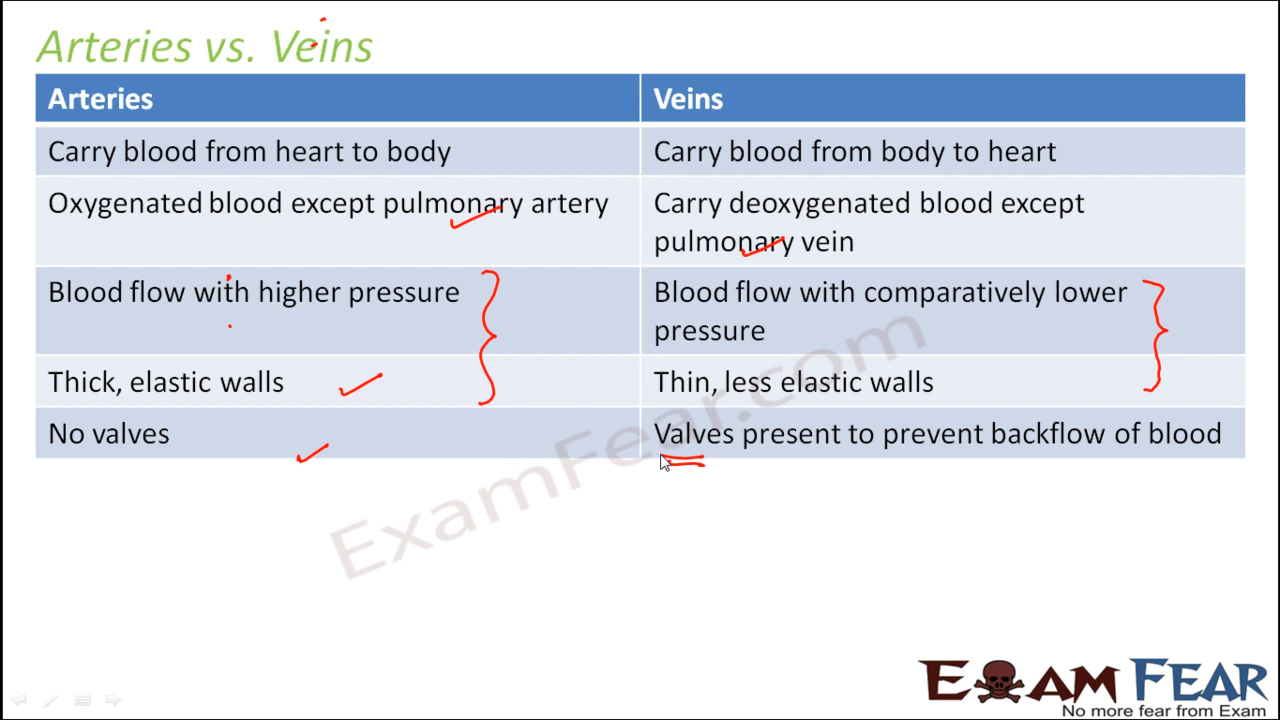 Arteries vs. Veins
Arteries
Veins
Carry blood from heart to body
Carry blood from body to heart
Oxygenated blood except pulmonary artery
Carry deoxygenated blood except
pulmonary vein
Blood flow with higher pressure
Blood flow with comparatively lower
pressure
Thick, elastic walls
Thin, less elastic walls
No valves
Valves present to prevent backflow of blood
ExamFear.com
EXAM FEAR
No more fear from Exam